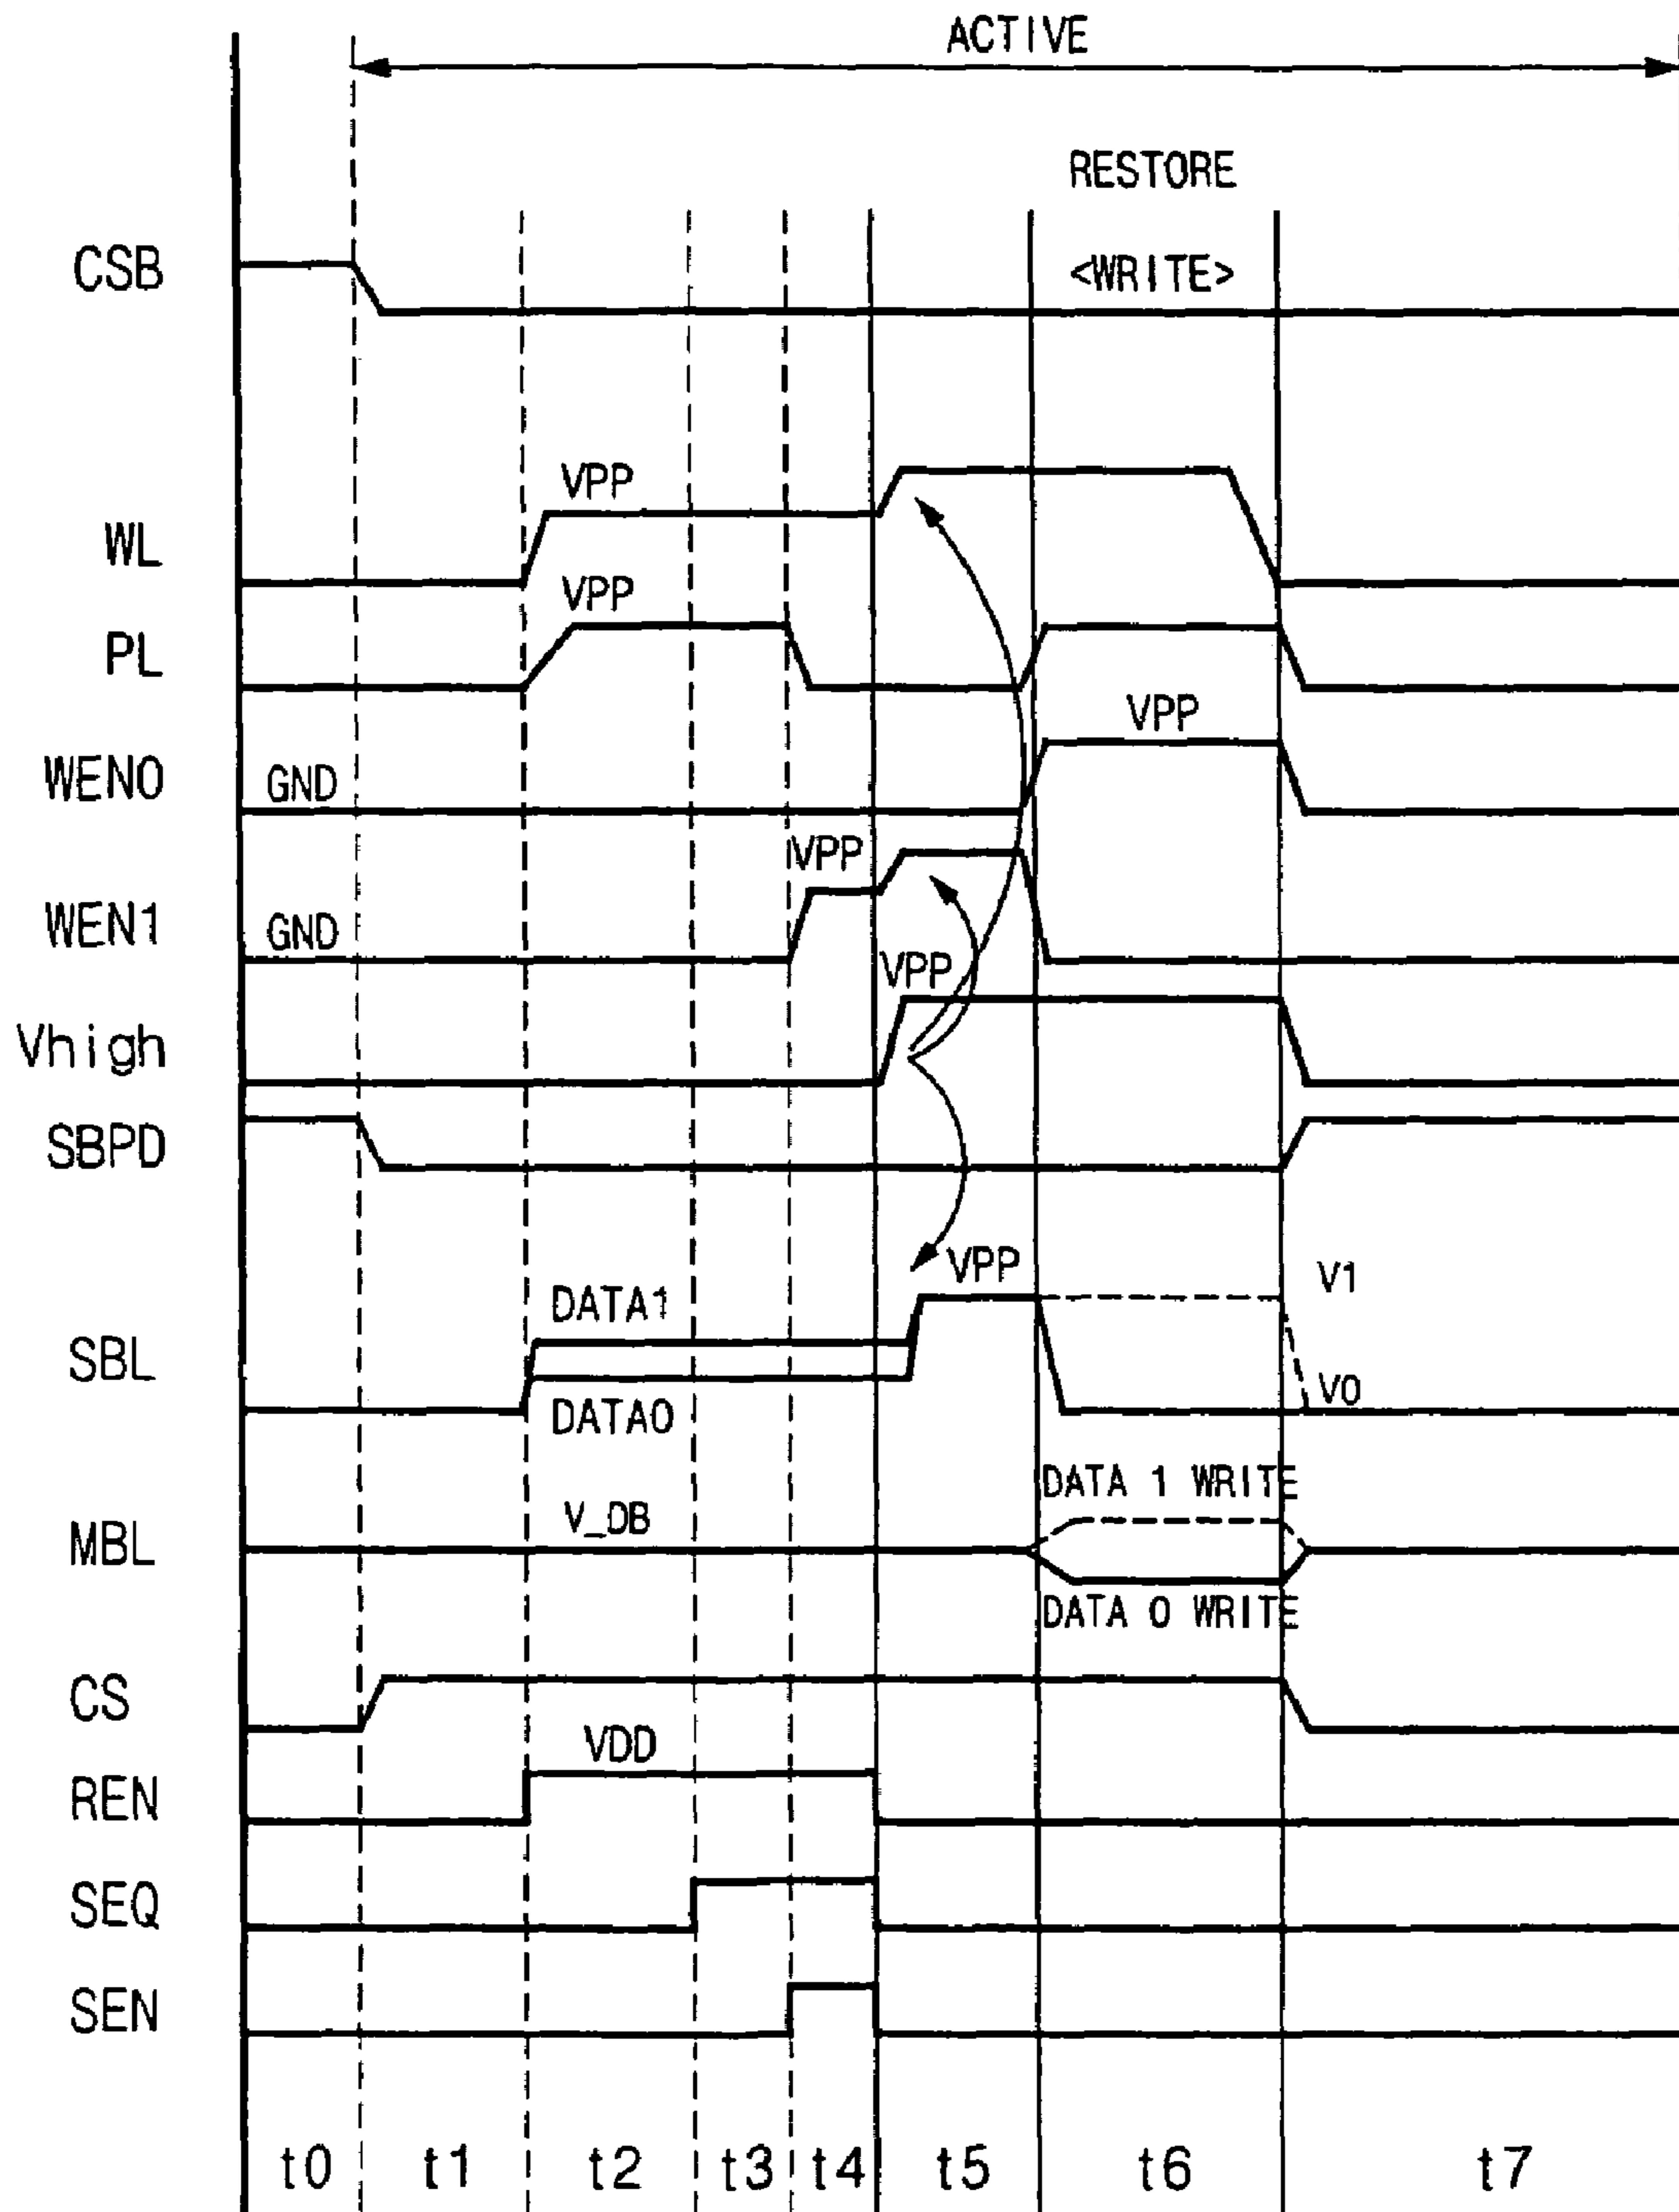 ACTIVE
RESTORE
CSB
<WRITE>
WL
VPP
PL
VPP
WEN0
GND
VPP
WEN1
GND
VPP
Vhigh
VPP
SBPD
SBL
DATA1
DATA0
VPP
V1
V0
MBL
V_DB
DATA 1 WRITE
DATA 0 WRITE
CS
REN
VDD
SEQ
SEN
t0 t1 t2 t3 t4 t5 t6 t7